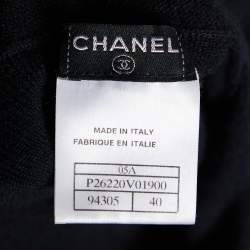 CHANEL
MADE IN ITALY
FABRIQUE EN ITALIE
05A
P26220V01900
94305 40